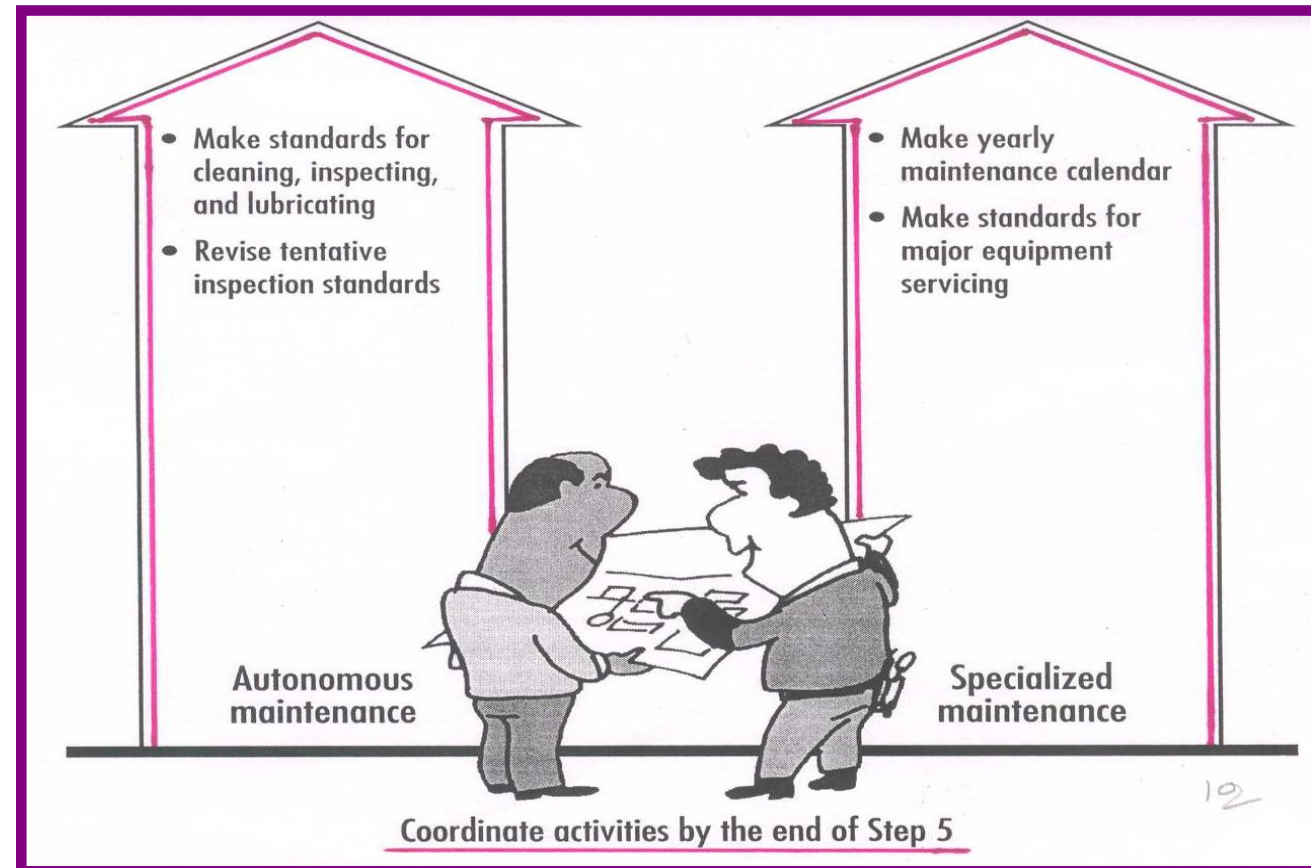 • Make standards for
cleaning, inspecting,
and lubricating
• Revise tentative
inspection standards
• Make yearly
maintenance calendar
• Make standards for
major equipment
servicing
Autonomous
maintenance
Specialized
maintenance
Coordinate activities by the end of Step 5